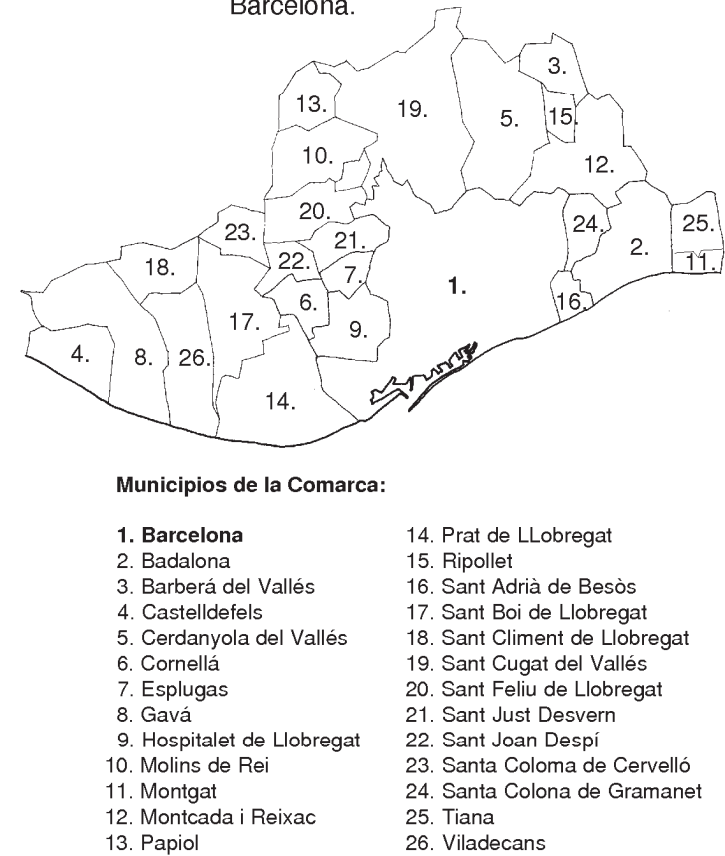 Barcelona.
3.
13.
19.
5.
15.
10.
12.
20.
23.
21.
24.
25.
2.
22.
11.
18.
7.
1.
6.
16.
17.
9.
4.
8.
26.
14.
Municipios de la Comarca:
1. Barcelona
2. Badalona
3. Barberá del Vallés
4. Castelldefels
5. Cerdanyola del Vallés
6. Cornellá
7. Esplugas
8. Gavá
9. Hospitalet de Llobregat
10. Molins de Rei
11. Montgat
12. Montcada i Reixac
13. Papiol
14. Prat de LLobregat
15. Ripollet
16. Sant Adrià de Besòs
17. Sant Boi de Llobregat
18. Sant Climent de Llobregat
19. Sant Cugat del Vallés
20. Sant Feliu de Llobregat
21. Sant Just Desvern
22. Sant Joan Despí
23. Santa Coloma de Cervelló
24. Santa Colona de Gramanet
25. Tiana
26. Viladecans